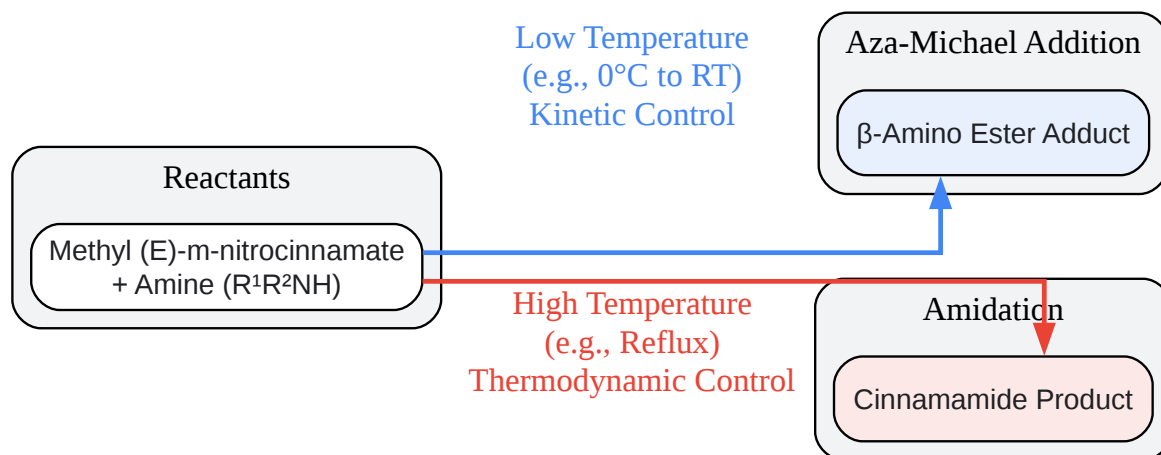 Reactants
Methyl (E)-m-nitrocinnamate
+ Amine (R¹R²NH)
Low Temperature
(e.g., 0°C to RT)
Kinetic Control
Aza-Michael Addition
β-Amino Ester Adduct
High Temperature
(e.g., Reflux)
Thermodynamic Control
Amidation
Cinnamamide Product